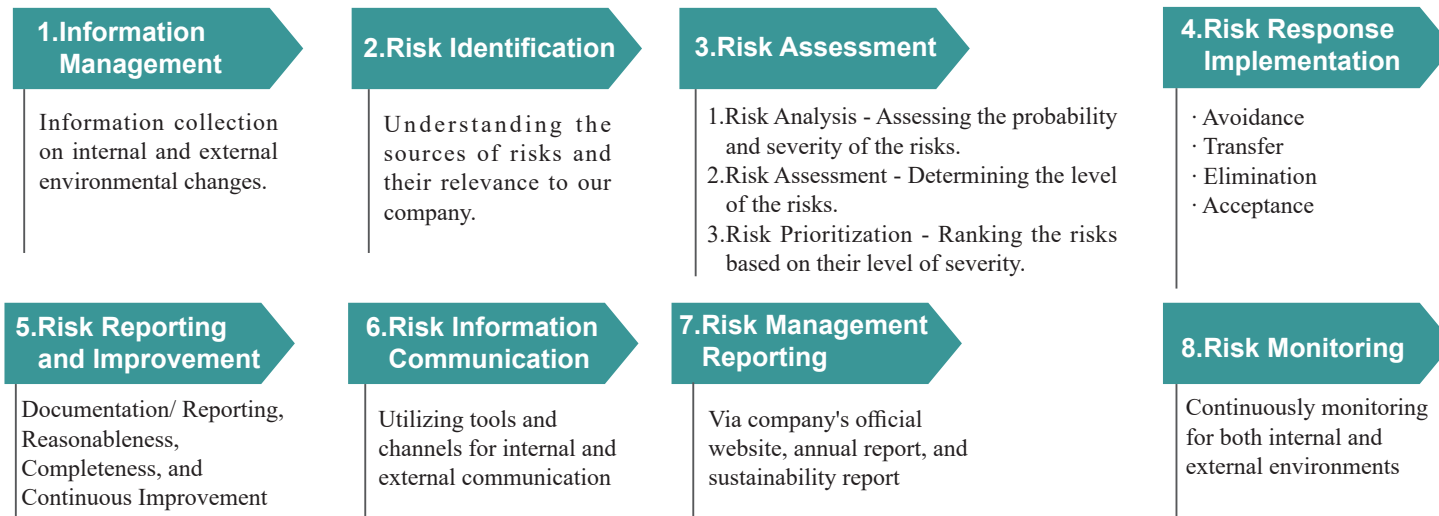 1.Information
Management
Information collection
on internal and external
environmental changes.
2.Risk Identification
Understanding the
sources of risks and
their relevance to our
company.
3.Risk Assessment
1.Risk Analysis - Assessing the probability
and severity of the risks.
2.Risk Assessment - Determining the level
of the risks.
3.Risk Prioritization - Ranking the risks
based on their level of severity.
4.Risk Response
Implementation
· Avoidance
· Transfer
· Elimination
· Acceptance
5.Risk Reporting
and Improvement
Documentation/ Reporting,
Reasonableness,
Completeness, and
Continuous Improvement
6.Risk Information
Communication
Utilizing tools and
channels for internal and
external communication
7.Risk Management
Reporting
Via company's official
website, annual report, and
sustainability report
8.Risk Monitoring
Continuously monitoring
for both internal and
external environments